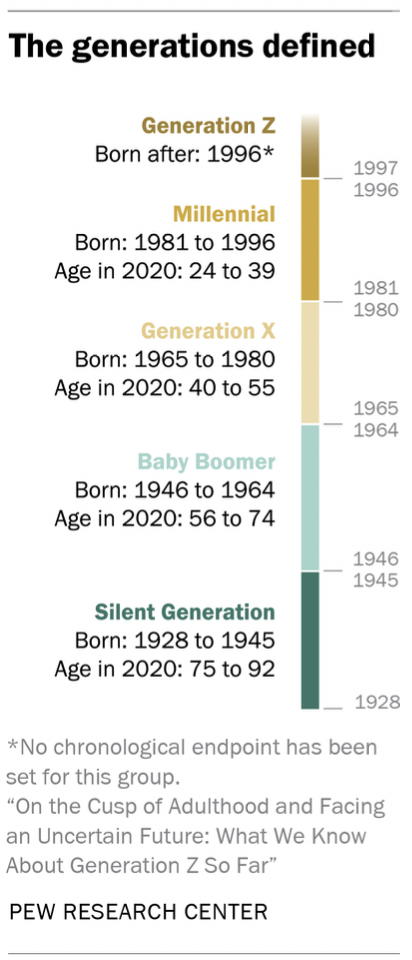 The generations defined
Generation Z
Born after: 1996*
1997
1996
Millennial
Born: 1981 to 1996
Age in 2020: 24 to 39
1981
1980
Generation X
Born: 1965 to 1980
Age in 2020: 40 to 55
1965
1964
Baby Boomer
Born: 1946 to 1964
Age in 2020: 56 to 74
1946
1945
Silent Generation
Born: 1928 to 1945
Age in 2020: 75 to 92
1928
*No chronological endpoint has been
set for this group.
“On the Cusp of Adulthood and Facing
an Uncertain Future: What We Know
About Generation Z So Far”
PEW RESEARCH CENTER